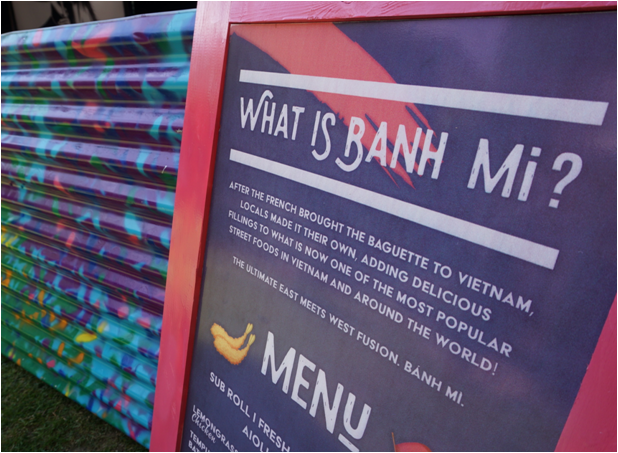 WHAT IS BANH Mi?
AFTER THE FRENCH BROUGHT THE BAGUETTE TO VIETNAM,
LOCALS MADE IT THEIR OWN, ADDING DELICIOUS
FILLINGS TO WHAT IS NOW ONE OF THE MOST POPULAR
STREET FOODS IN VIETNAM AND AROUND THE WORLD!
THE ULTIMATE EAST MEETS WEST FUSION. BANH MI.
MENU
SUB ROLL | FRESH
AIOLI
LEMONGRASS
CHICKEN